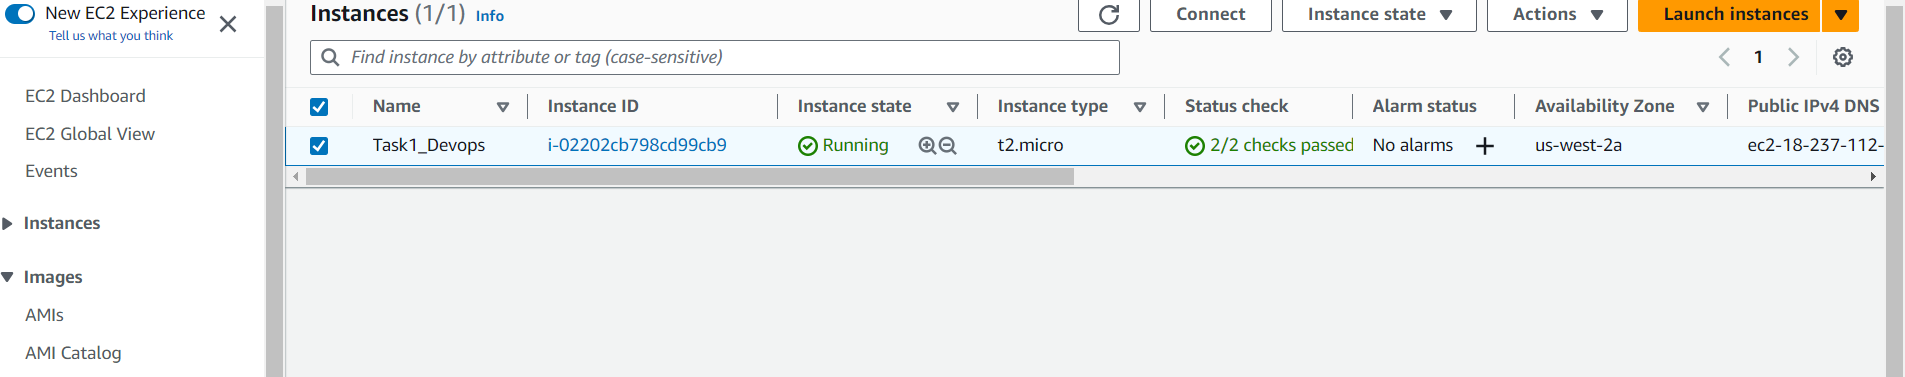 New EC2 Experience
Tell us what you think
EC2 Dashboard
EC2 Global View
Events
Instances
Images
AMIs
AMI Catalog
Instances (1/1) Info
Connect
Instance state
Actions
Launch instances
Find instance by attribute or tag (case-sensitive)
1
Name Instance ID Instance state Instance type Status check Alarm status Availability Zone Public IPv4 DNS
Task1_Devops i-02202cb798cd99cb9 Running t2.micro 2/2 checks passed No alarms + us-west-2a ec2-18-237-112-